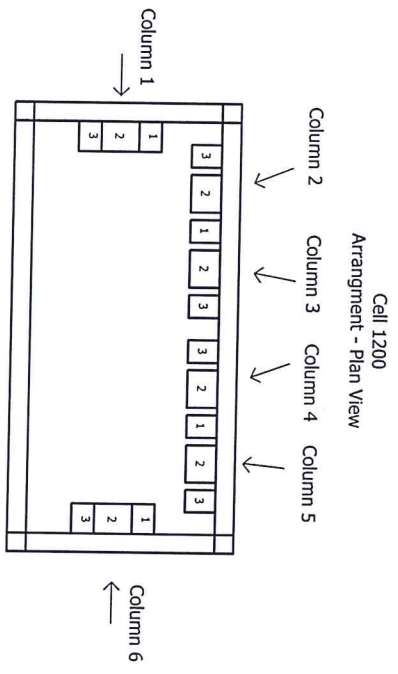 Cell 1200
Arrangment - Plan View
Column 2 Column 3 Column 4 Column 5
3 2 1 2 3 3 2 1 2 3
Column 1
1
2
3
1
2
3
Column 6